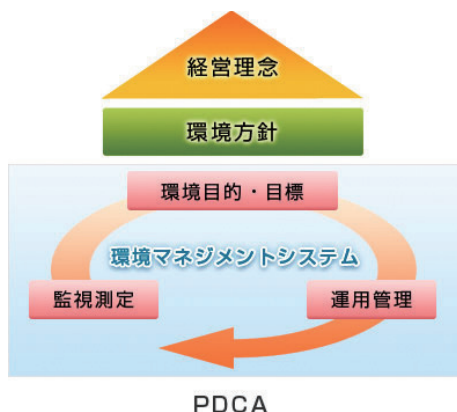 経営理念
環境方針
環境目的・目標
環境マネジメントシステム
監視測定
運用管理
PDCA